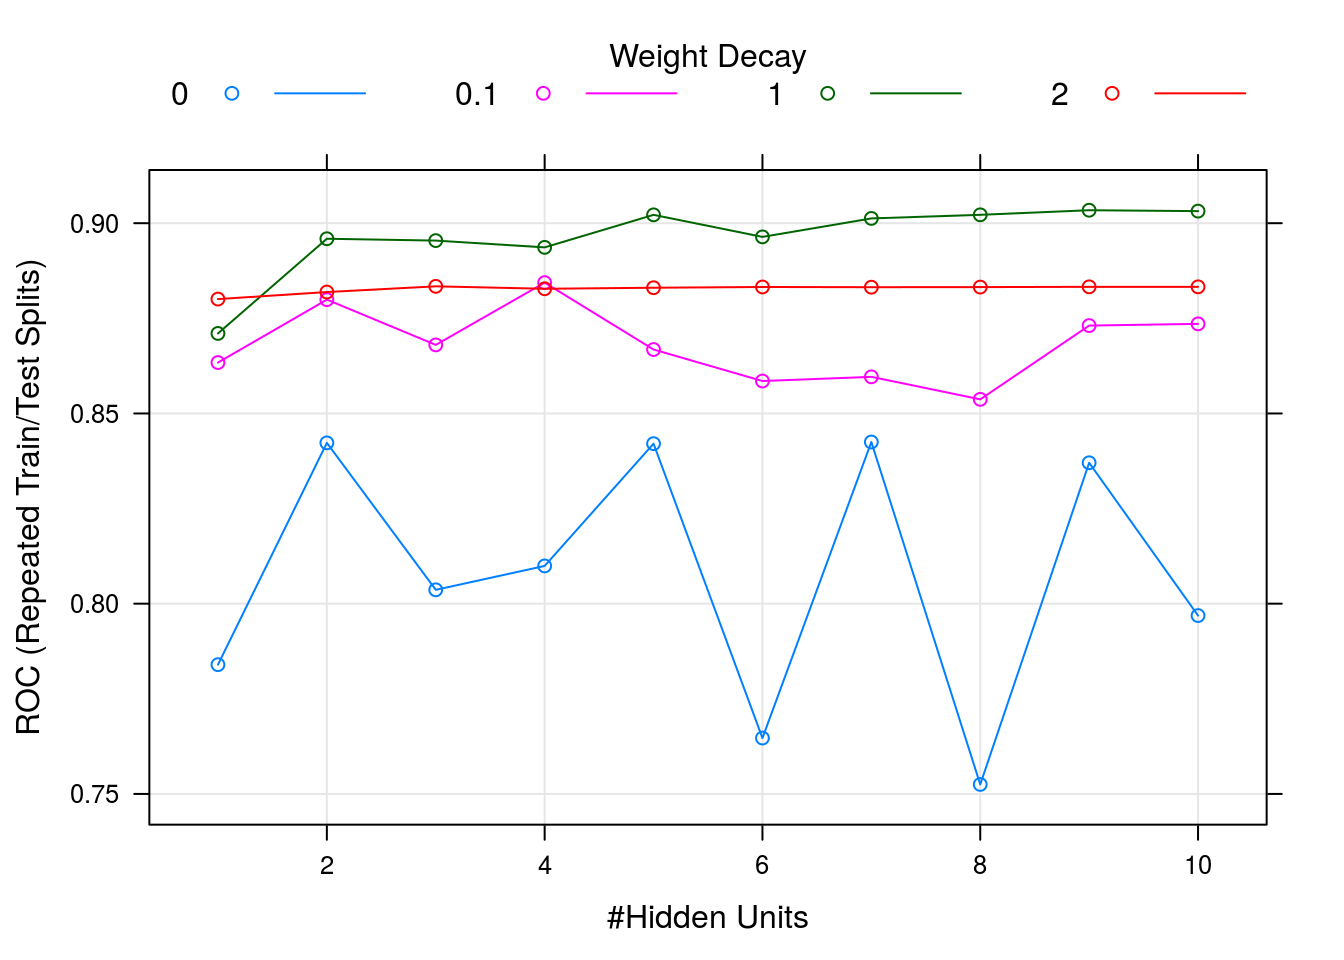 Weight Decay
0 0.1 1 2
0.90
0.85
0.80
0.75
ROC (Repeated Train/Test Splits)
2 4 6 8 10
#Hidden Units